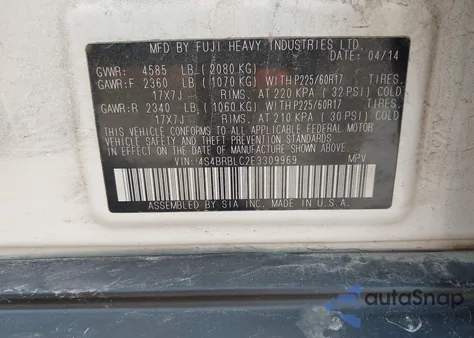 MFD BY FUJI HEAVY INDUSTRIES LTD.
DATE: 04/14
GVWR: 4585 LB (2080 KG)
GAWR:F 2360 LB (1070 KG) WITH P225/60R17 TIRES.
17X7J RIMS. AT 220 KPA (32 PSI) COLD
GAWR:R 2340 LB (1060 KG) WITH P225/60R17 TIRES.
17X7J RIMS. AT 210 KPA (30 PSI) COLD
THIS VEHICLE CONFORMS TO ALL APPLICABLE FEDERAL MOTOR
VEHICLE SAFETY STANDARDS IN EFFECT ON THE DATE OF
MANUFACTURE SHOWN ABOVE.
VIN: 4S4BRBLC2E3309969 MPV
ASSEMBLED BY SIA INC. MADE IN U.S.A.
autoSnap